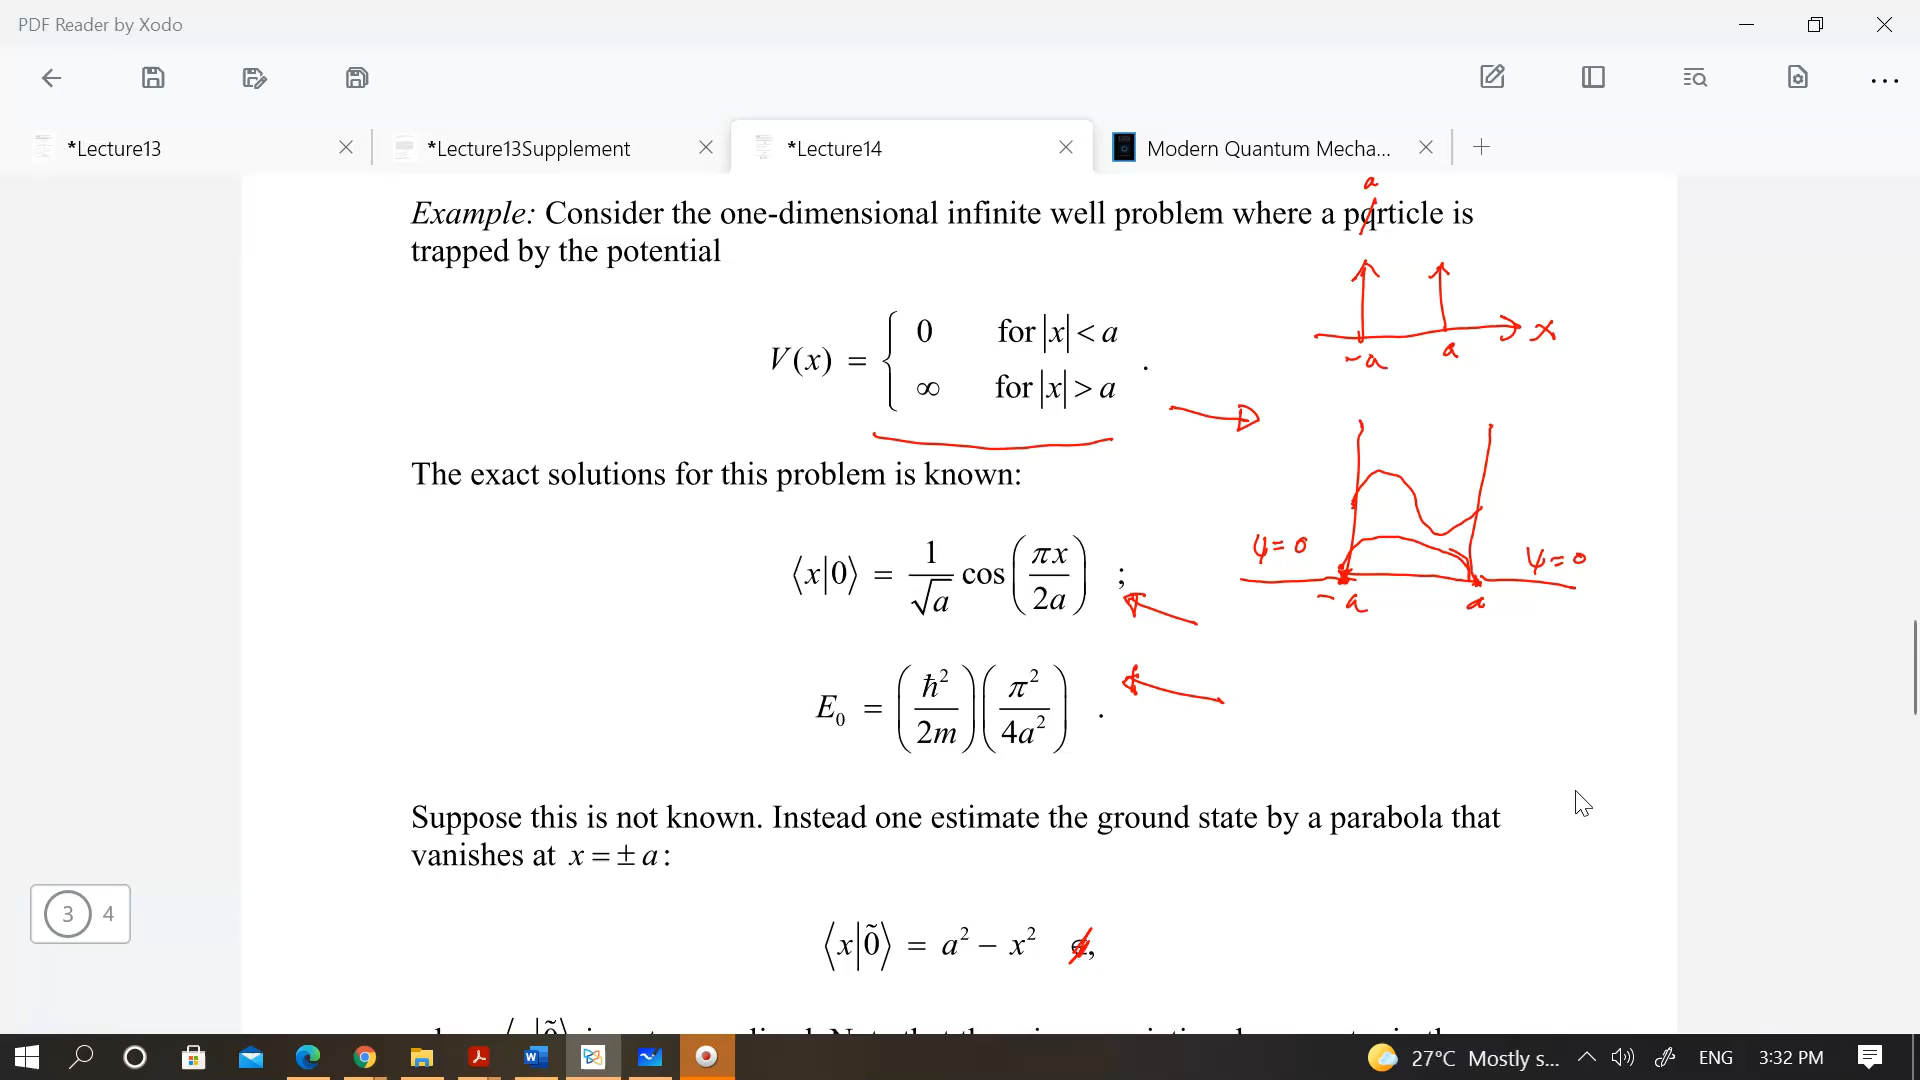 PDF Reader by Xodo
*Lecture13
*Lecture13Supplement
*Lecture14
Modern Quantum Mecha...
a
Example: Consider the one-dimensional infinite well problem where a pqrticle is
trapped by the potential
V(x) = { 0 for |x| < a
∞ for |x| > a .
-a a x
The exact solutions for this problem is known:
⟨x|0⟩ = 1/√a cos(πx/2a) ;
ψ=0 ψ=0
-a a
E₀ = (ħ²/2m)(π²/4a²) .
Suppose this is not known. Instead one estimate the ground state by a parabola that
vanishes at x = ± a:
⟨x|0̃⟩ = a² − x² ,
3 4
27°C Mostly s...
ENG
3:32 PM